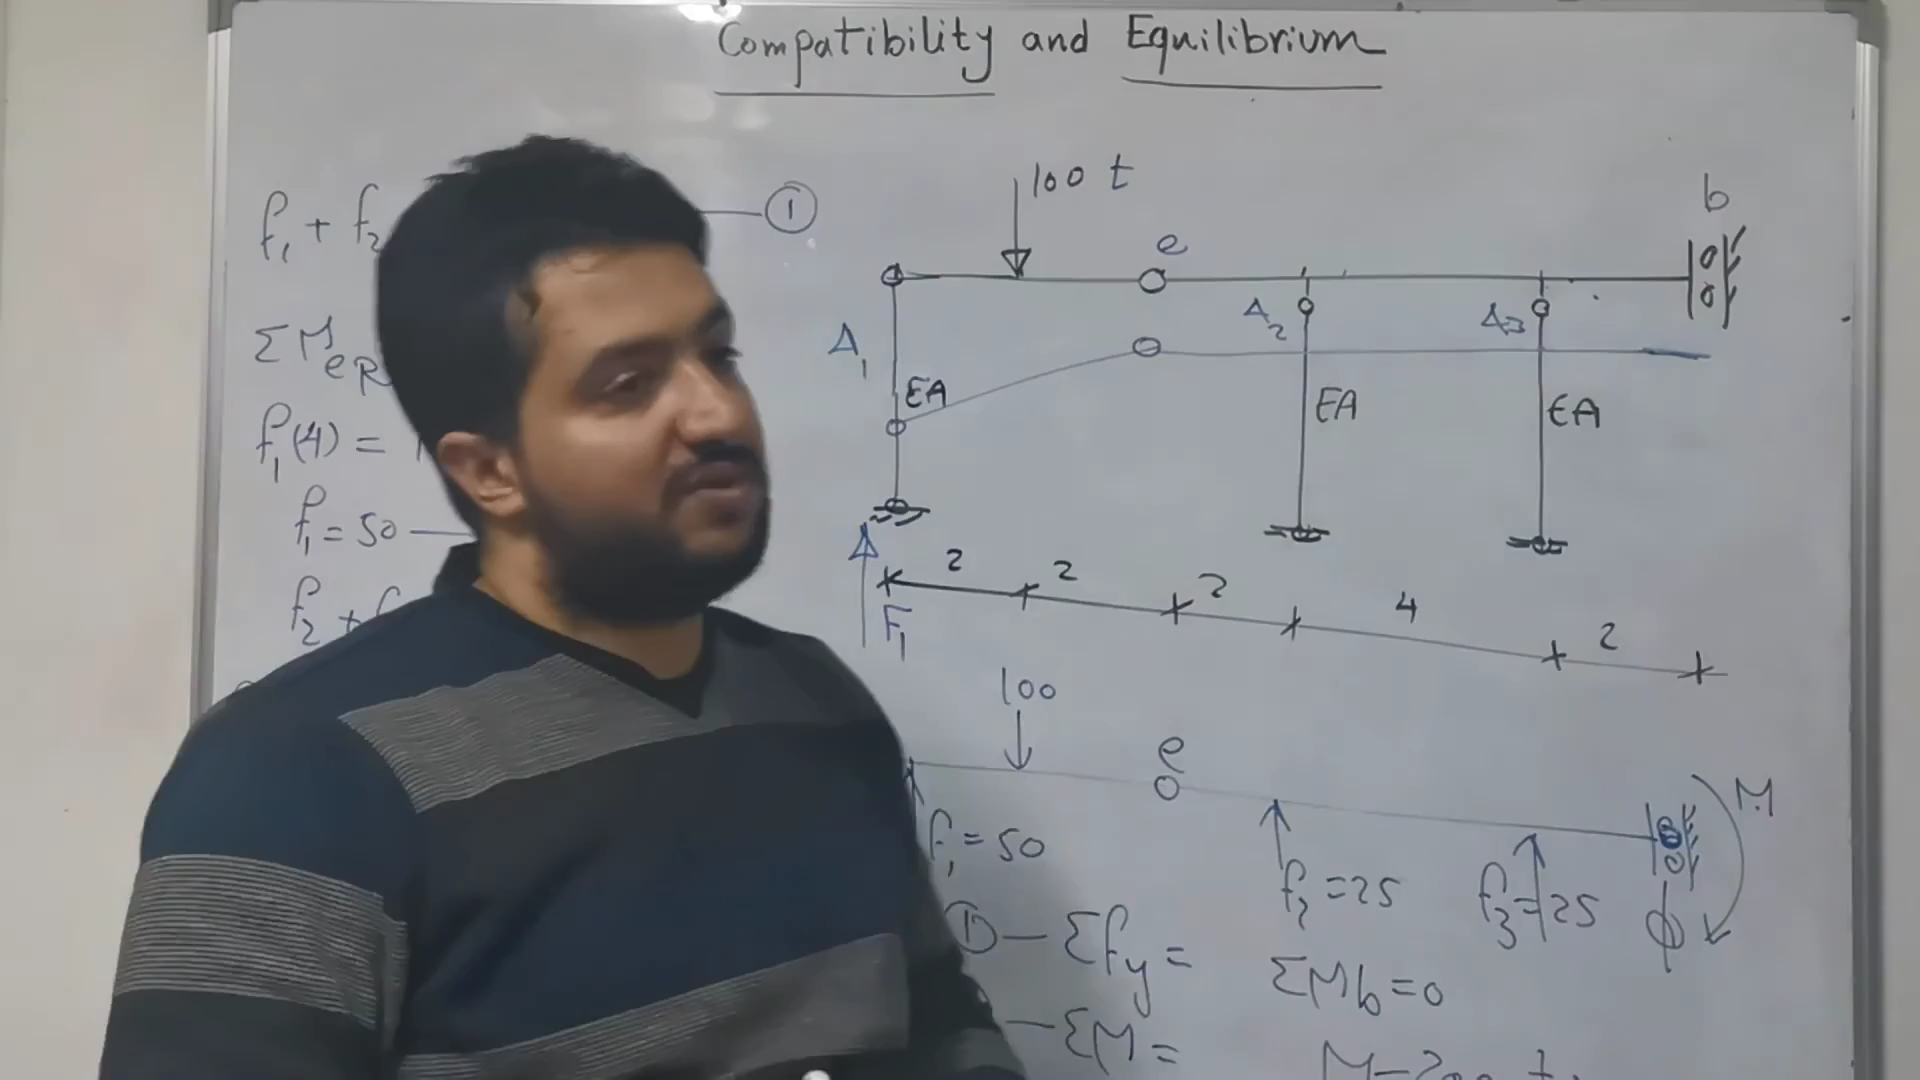 Compatibility and Equilibrium
f₁ + f₂
①
ΣM e R
f₁(4) =
f₁ = 50
f₂ +
100 t
e
b
Δ₁
Δ₂
Δ₃
EA
EA
EA
2
2
2
4
2
F₁
100
e
M
f₁ = 50
f₂ = 25
f₃ = 25
① — Σfy =
ΣMb = 0
— ΣM =